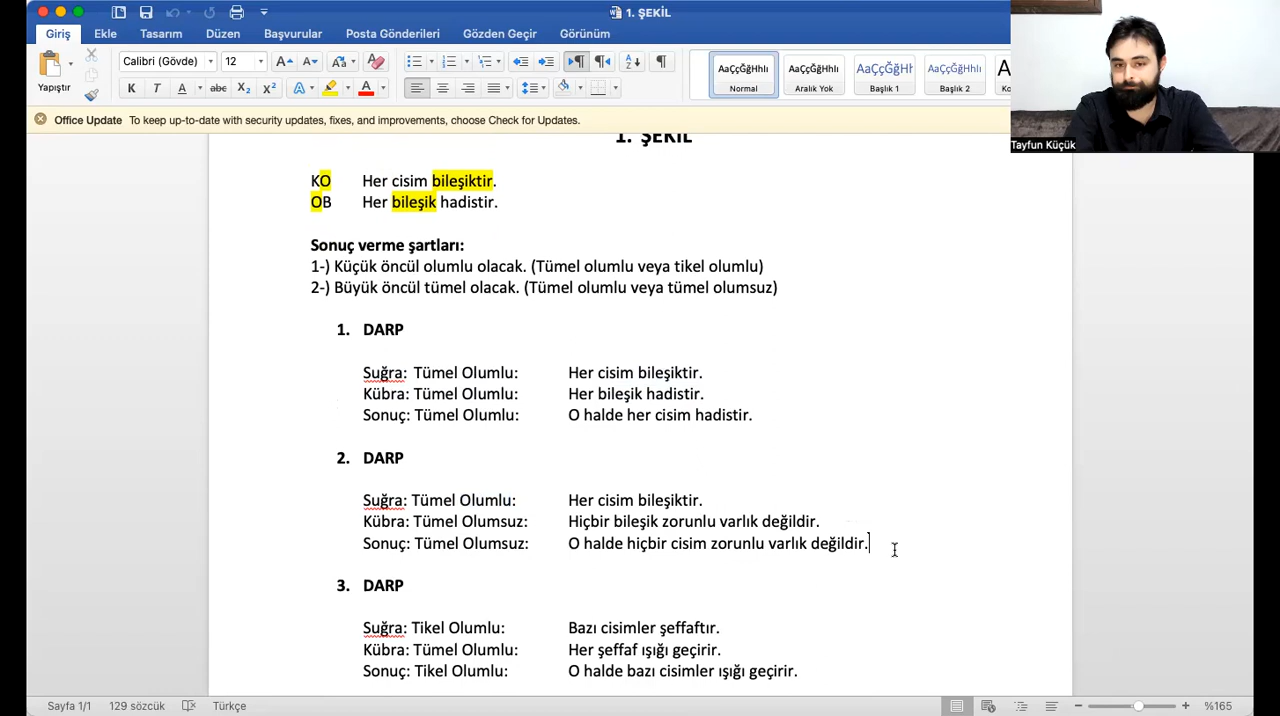 1. ŞEKİL
Giriş Ekle Tasarım Düzen Başvurular Posta Gönderileri Gözden Geçir Görünüm
Calibri (Gövde) 12
AaÇçĞğHhIı AaÇçĞğHhIı AaÇçĞğHh AaÇçĞğHhIı
Yapıştır K T A abc X₂ X² A A Normal Aralık Yok Başlık 1 Başlık 2
Office Update To keep up-to-date with security updates, fixes, and improvements, choose Check for Updates.
Tayfun Küçük
1. ŞEKİL
KO Her cisim bileşiktir.
OB Her bileşik hadistir.
Sonuç verme şartları:
1-) Küçük öncül olumlu olacak. (Tümel olumlu veya tikel olumlu)
2-) Büyük öncül tümel olacak. (Tümel olumlu veya tümel olumsuz)
1. DARP
Suğra: Tümel Olumlu: Her cisim bileşiktir.
Kübra: Tümel Olumlu: Her bileşik hadistir.
Sonuç: Tümel Olumlu: O halde her cisim hadistir.
2. DARP
Suğra: Tümel Olumlu: Her cisim bileşiktir.
Kübra: Tümel Olumsuz: Hiçbir bileşik zorunlu varlık değildir.
Sonuç: Tümel Olumsuz: O halde hiçbir cisim zorunlu varlık değildir.
3. DARP
Suğra: Tikel Olumlu: Bazı cisimler şeffaftır.
Kübra: Tümel Olumlu: Her şeffaf ışığı geçirir.
Sonuç: Tikel Olumlu: O halde bazı cisimler ışığı geçirir.
Sayfa 1/1 129 sözcük Türkçe %165